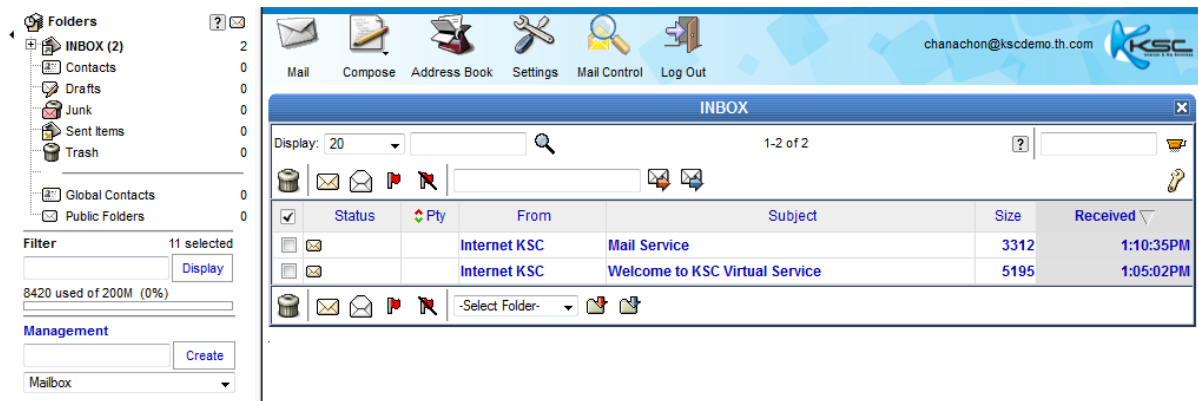 Folders ?
INBOX (2) 2
Contacts 0
Drafts 0
Junk 0
Sent Items 0
Trash 0
Global Contacts 0
Public Folders 0
Filter 11 selected
Display
8420 used of 200M (0%)
Management
Create
Mailbox
Mail Compose Address Book Settings Mail Control Log Out
chanachon@kscdemo.th.com
KSC
INBOX
Display: 20 1-2 of 2 ?
Status Pty From Subject Size Received
Internet KSC Mail Service 3312 1:10:35PM
Internet KSC Welcome to KSC Virtual Service 5195 1:05:02PM
-Select Folder-